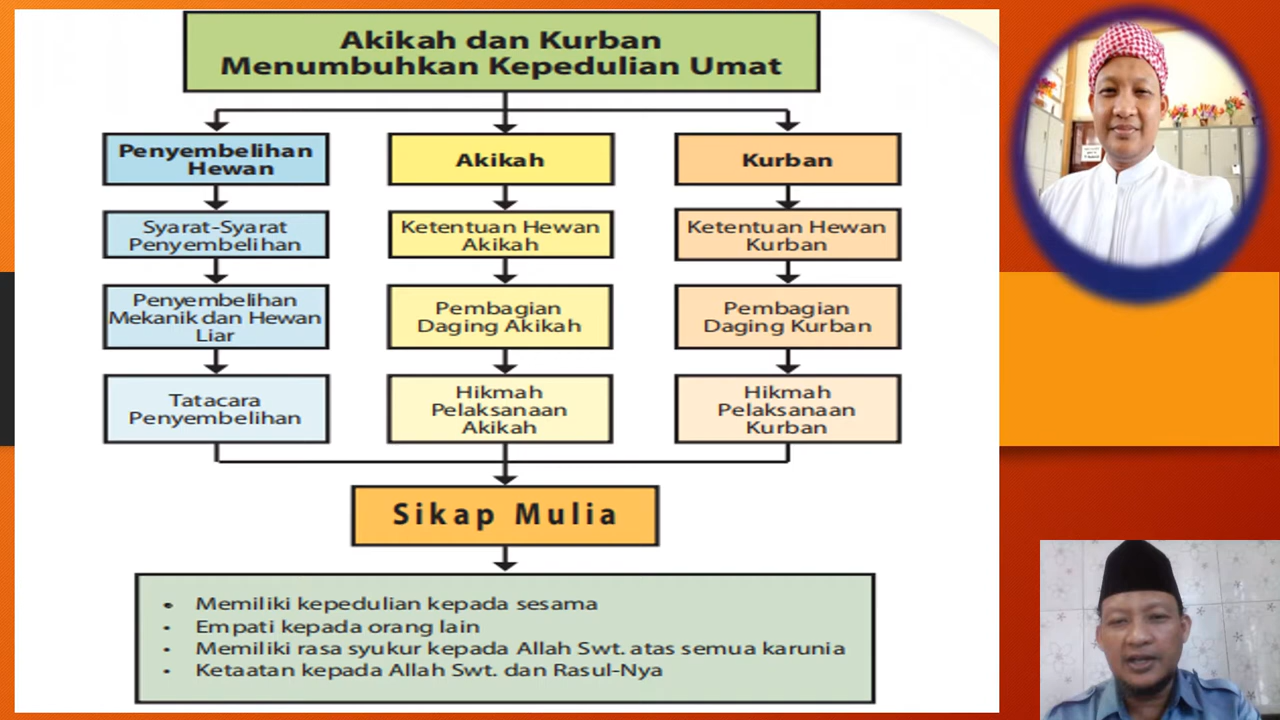 Akikah dan Kurban
Menumbuhkan Kepedulian Umat
Penyembelihan
Hewan
Akikah
Kurban
Syarat-Syarat
Penyembelihan
Ketentuan Hewan
Akikah
Ketentuan Hewan
Kurban
Penyembelihan
Mekanik dan Hewan
Liar
Pembagian
Daging Akikah
Pembagian
Daging Kurban
Tatacara
Penyembelihan
Hikmah
Pelaksanaan
Akikah
Hikmah
Pelaksanaan
Kurban
Sikap Mulia
• Memiliki kepedulian kepada sesama
• Empati kepada orang lain
• Memiliki rasa syukur kepada Allah Swt. atas semua karunia
• Ketaatan kepada Allah Swt. dan Rasul-Nya